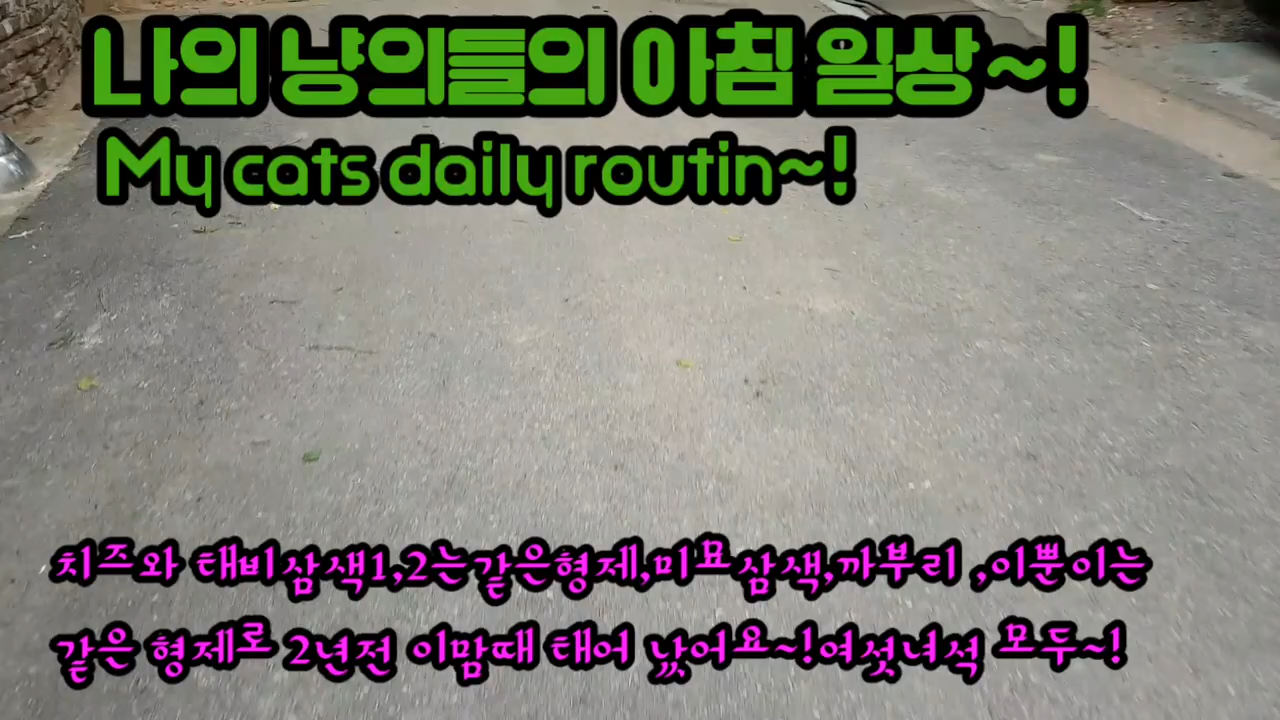 나의 냥의들의 아침 일상~!
My cats daily routin~!
치즈와 태비삼색1,2는같은형제,미묘삼색,까부리 ,이뿐이는
같은 형제로 2년전 이맘때 태어 났어요~!여섯녀석 모두~!